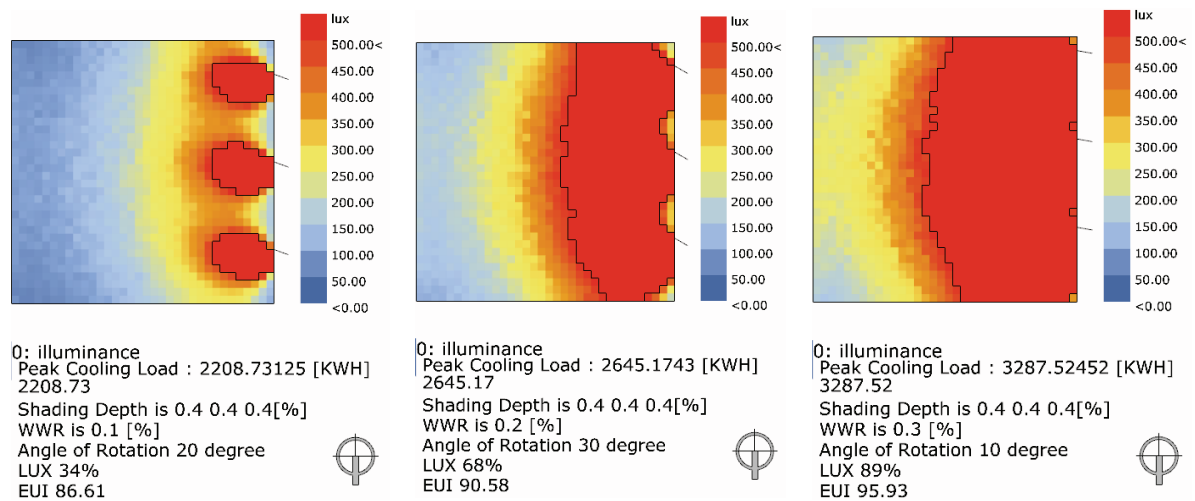 lux
500.00<
450.00
400.00
350.00
300.00
250.00
200.00
150.00
100.00
50.00
<0.00
0: illuminance
Peak Cooling Load : 2208.73125 [KWH]
2208.73
Shading Depth is 0.4 0.4 0.4[%]
WWR is 0.1 [%]
Angle of Rotation 20 degree
LUX 34%
EUI 86.61
lux
500.00<
450.00
400.00
350.00
300.00
250.00
200.00
150.00
100.00
50.00
<0.00
0: illuminance
Peak Cooling Load : 2645.1743 [KWH]
2645.17
Shading Depth is 0.4 0.4 0.4[%]
WWR is 0.2 [%]
Angle of Rotation 30 degree
LUX 68%
EUI 90.58
lux
500.00<
450.00
400.00
350.00
300.00
250.00
200.00
150.00
100.00
50.00
<0.00
0: illuminance
Peak Cooling Load : 3287.52452 [KWH]
3287.52
Shading Depth is 0.4 0.4 0.4[%]
WWR is 0.3 [%]
Angle of Rotation 10 degree
LUX 89%
EUI 95.93